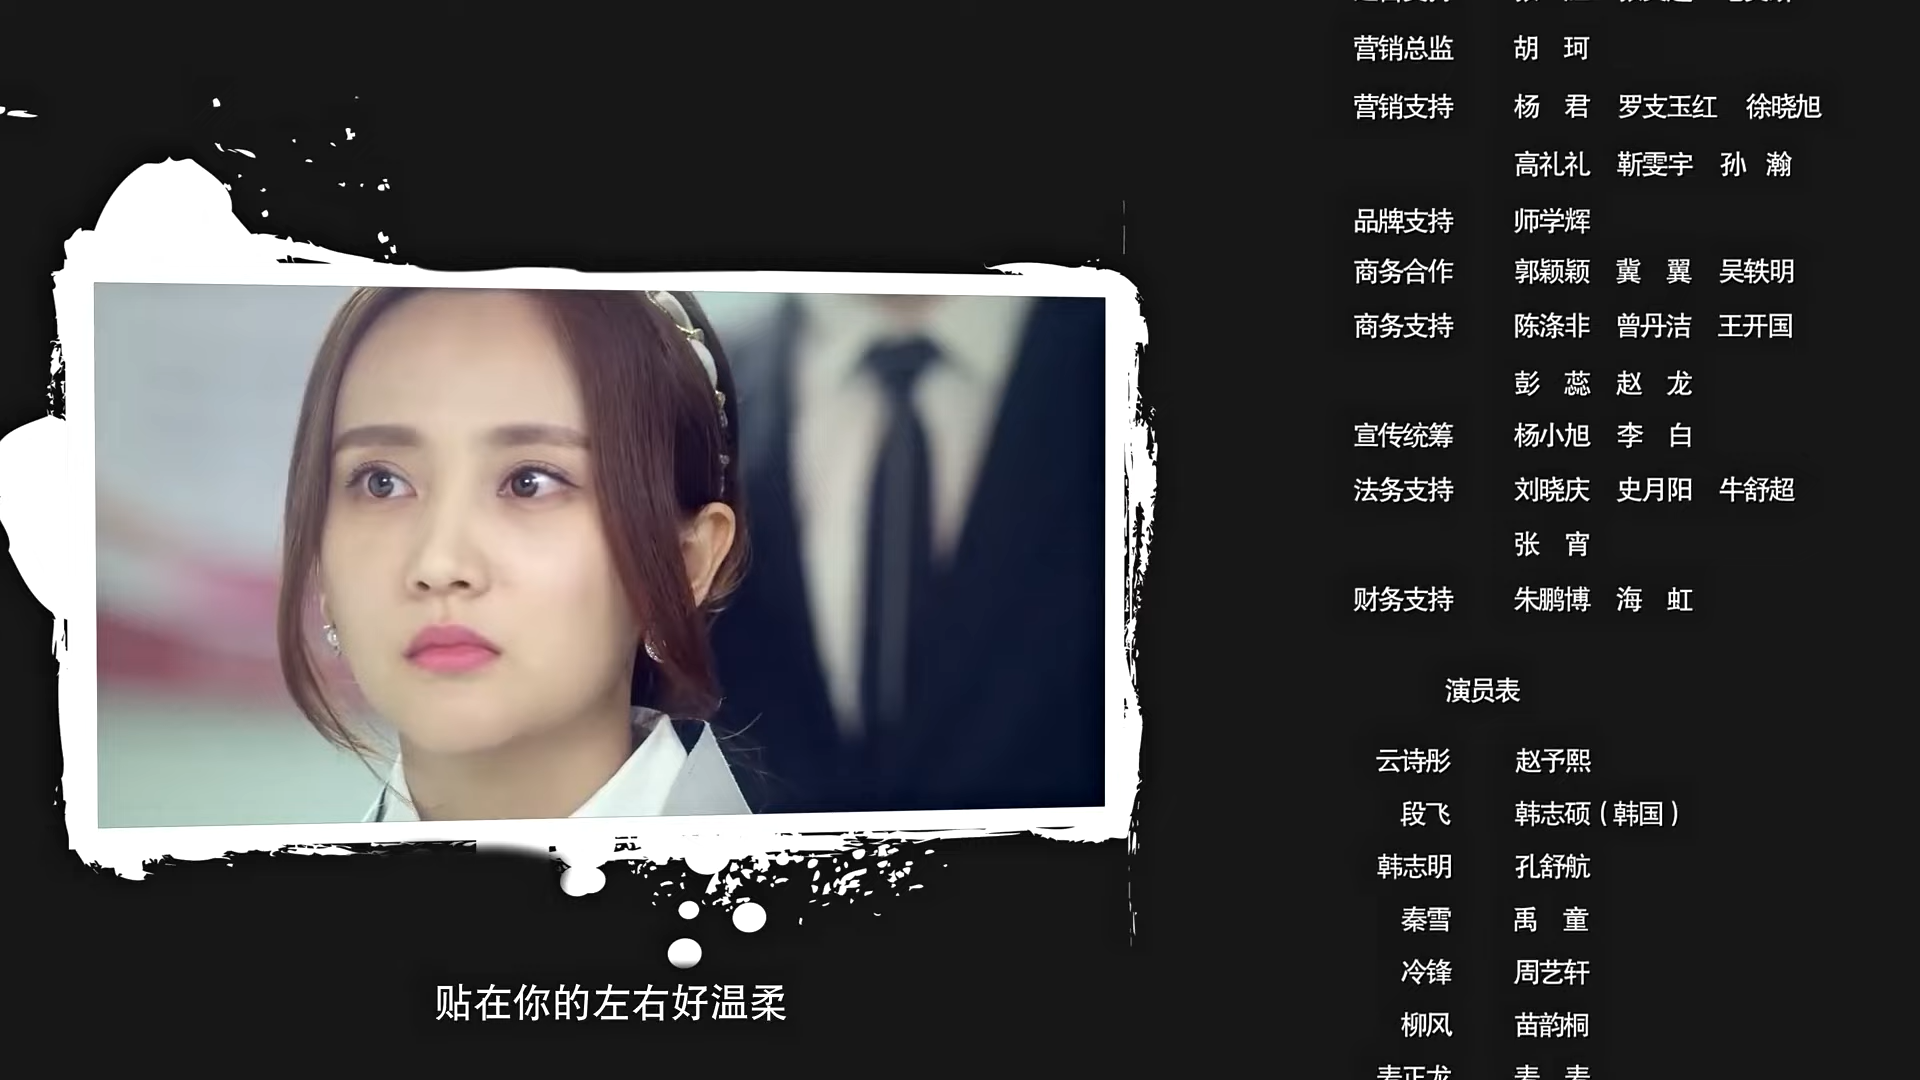 营销总监 胡 珂
营销支持 杨 君 罗支玉红 徐晓旭
高礼礼 靳雯宇 孙 瀚
品牌支持 师学辉
商务合作 郭颖颖 冀 翼 吴轶明
商务支持 陈涤非 曾丹洁 王开国
彭 蕊 赵 龙
宣传统筹 杨小旭 李 白
法务支持 刘晓庆 史月阳 牛舒超
张 宵
财务支持 朱鹏博 海 虹
演员表
云诗彤 赵予熙
段飞 韩志硕(韩国)
韩志明 孔舒航
秦雪 禹 童
冷锋 周艺轩
柳风 苗韵桐
贴在你的左右好温柔